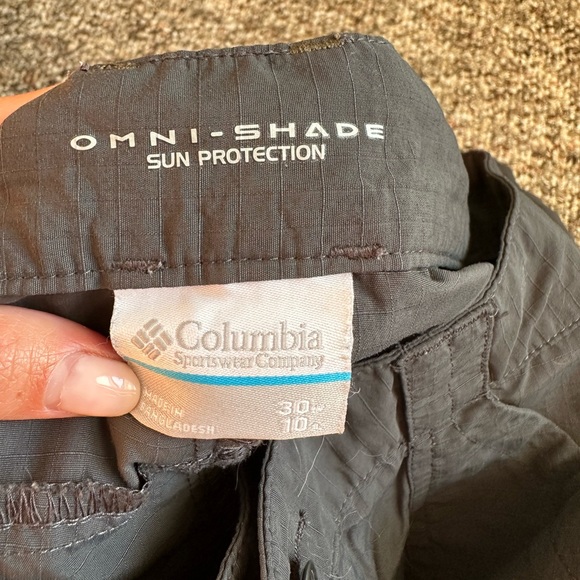 OMNI-SHADE
SUN PROTECTION
Columbia
Sportswear Company
MADE IN
BANGLADESH
30
10